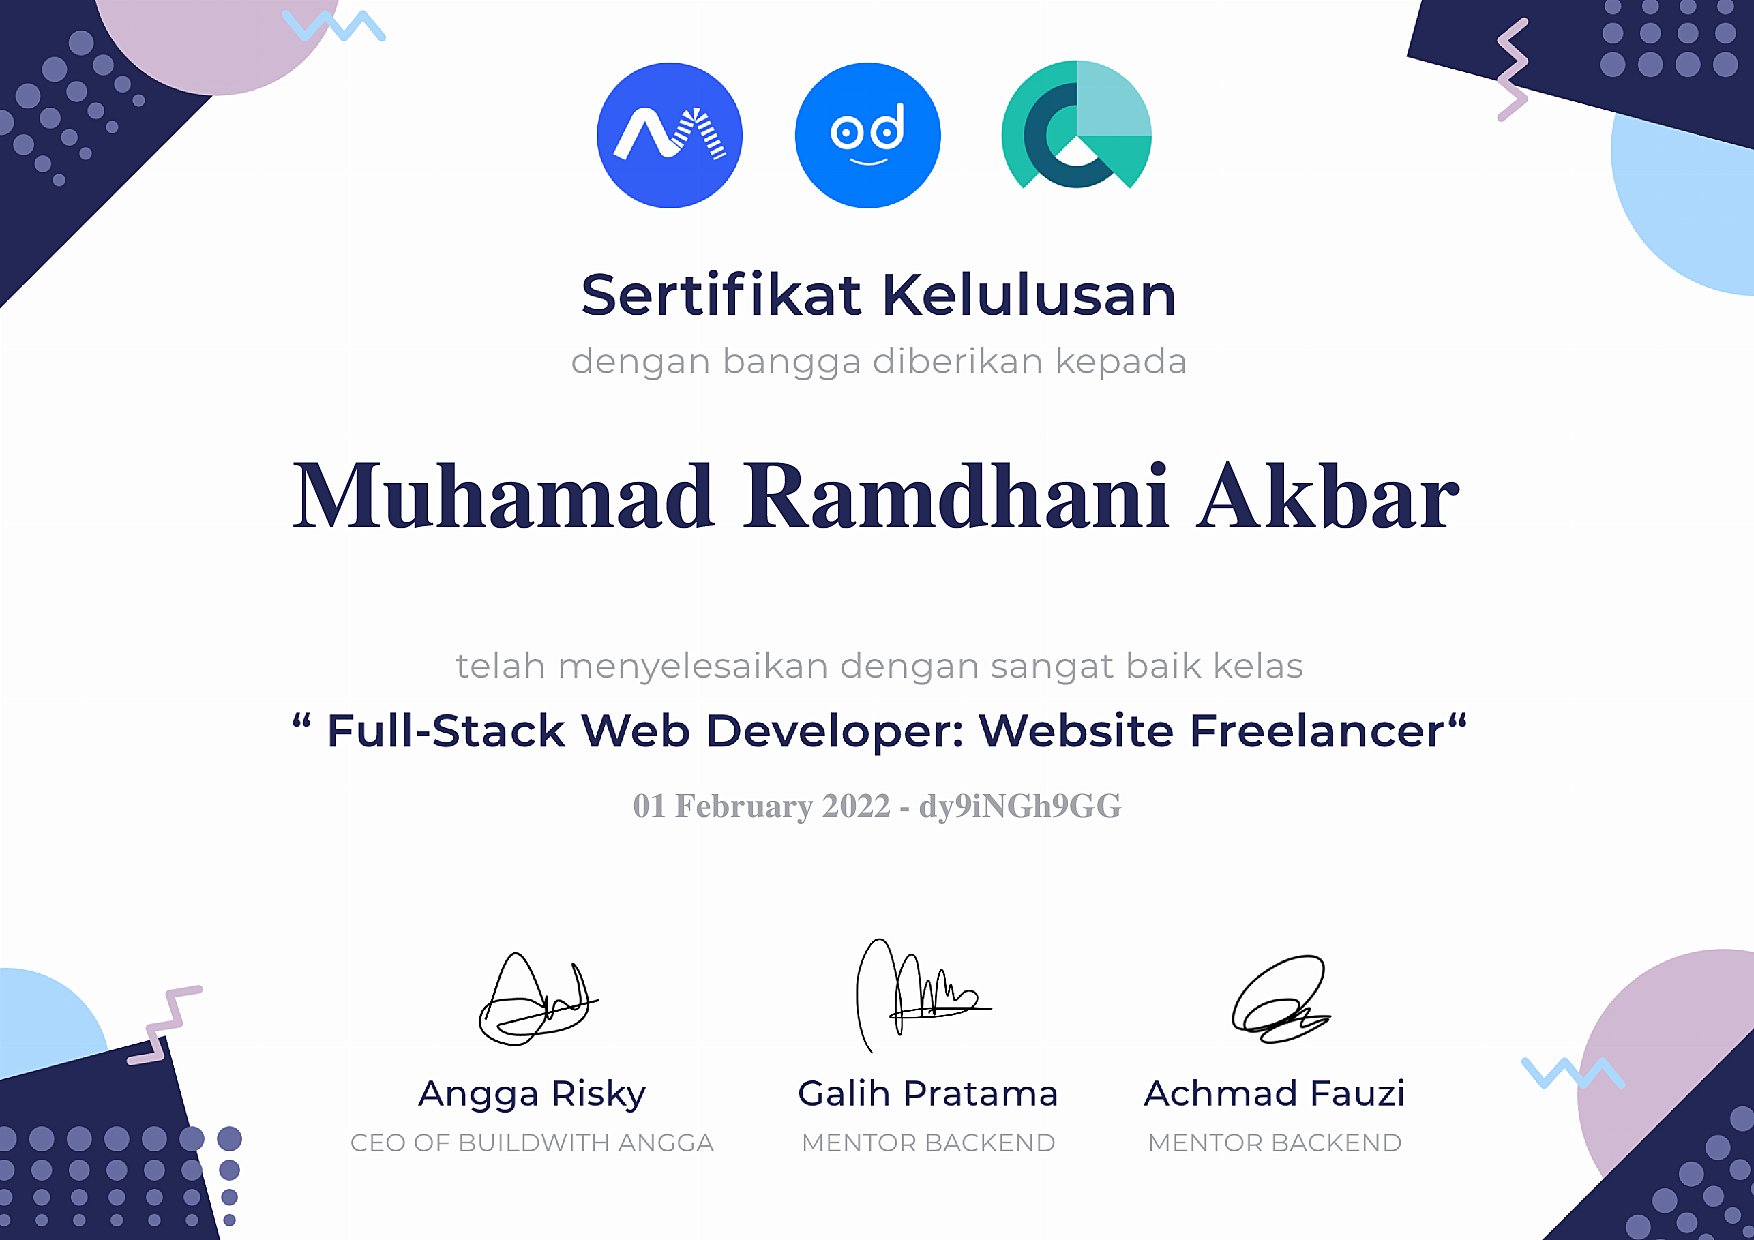 od
Sertifikat Kelulusan
dengan bangga diberikan kepada
Muhamad Ramdhani Akbar
telah menyelesaikan dengan sangat baik kelas
“ Full-Stack Web Developer: Website Freelancer“
01 February 2022 - dy9iNGh9GG
Angga Risky Galih Pratama Achmad Fauzi
CEO OF BUILDWITH ANGGA MENTOR BACKEND MENTOR BACKEND